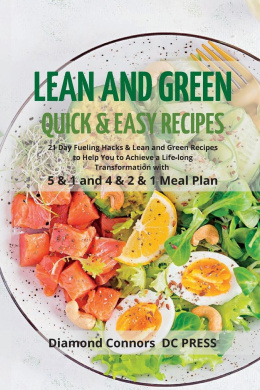 LEAN AND GREEN
QUICK & EASY RECIPES
21 Day Fueling Hacks & Lean and Green Recipes
to Help You to Achieve a Life-long
Transformation with
5 & 1 and 4 & 2 & 1 Meal Plan
Diamond Connors DC PRESS